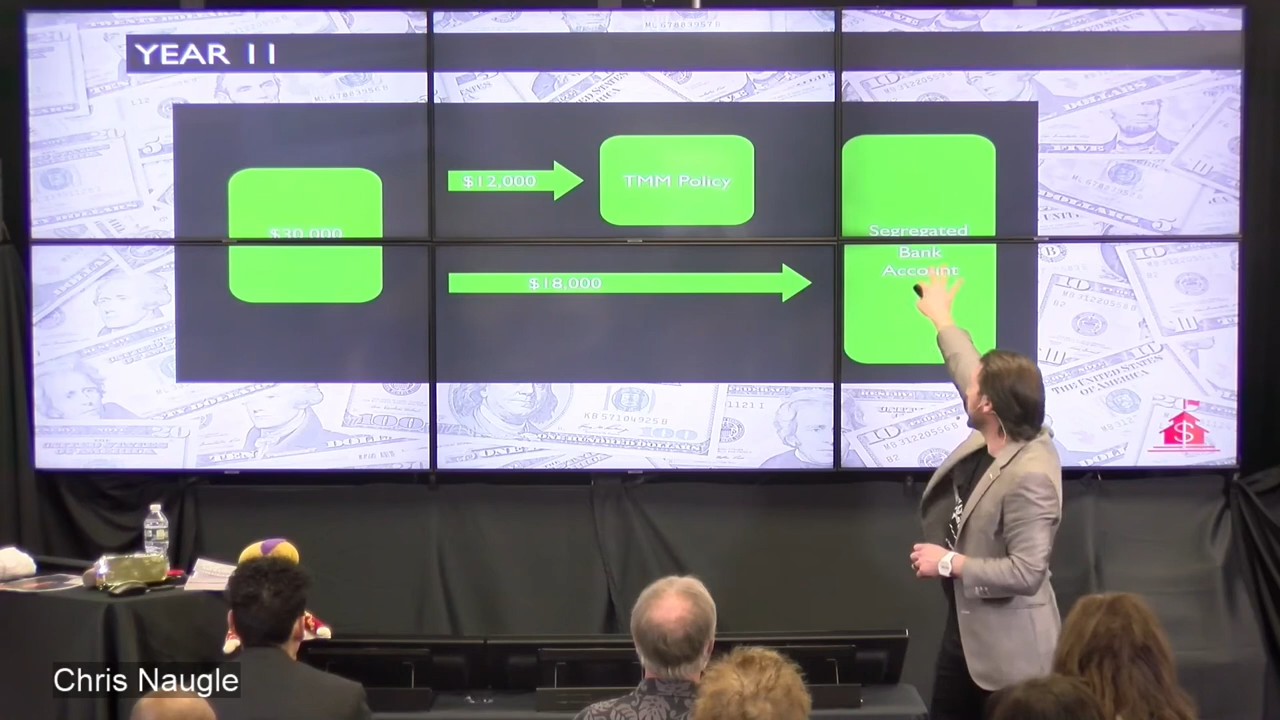 YEAR 11
$30,000
$12,000
TMM Policy
$18,000
Segregated
Bank
Account
Chris Naugle